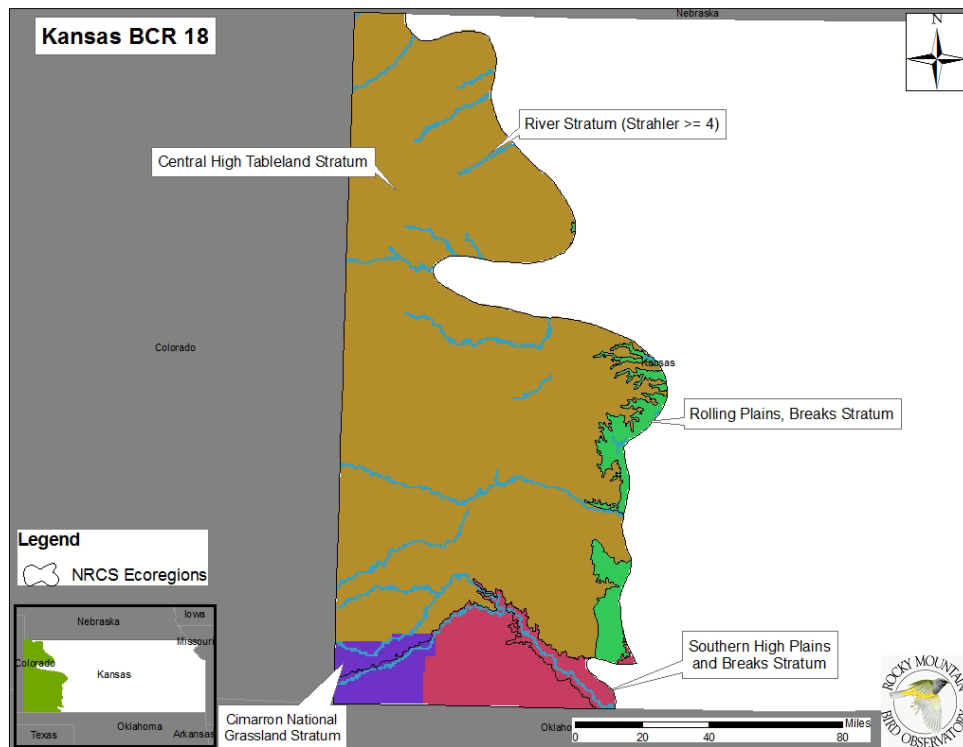 Nebraska
Kansas BCR 18
N
River Stratum (Strahler >= 4)
Central High Tableland Stratum
Colorado
Kansas
Rolling Plains, Breaks Stratum
Legend
NRCS Ecoregions
Nebraska
Iowa
Missouri
Colorado
Kansas
Oklahoma
Texas
Arkansas
Southern High Plains
and Breaks Stratum
Cimarron National
Grassland Stratum
Oklaho
Miles
0
20
40
80
ROCKY MOUNTAIN
BIRD OBSERVATORY